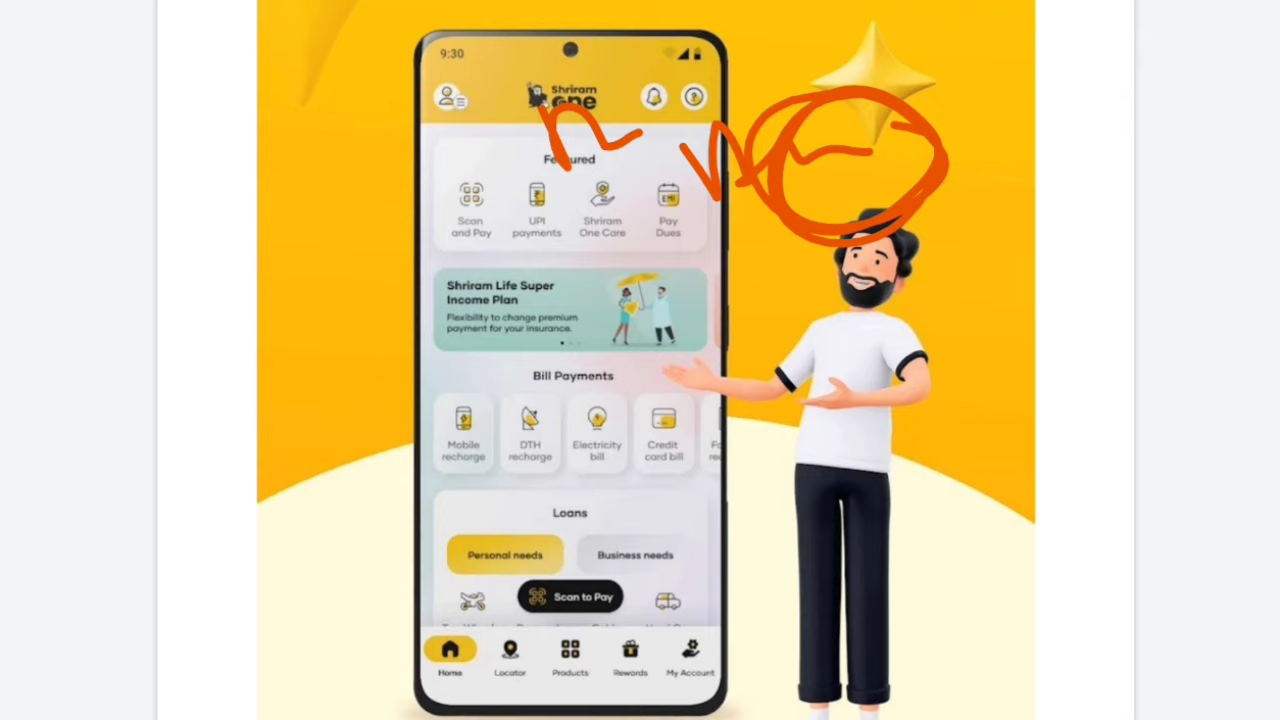 9:30
Shriram
One
Featured
Scan and Pay
UPI payments
Shriram One Care
EMI
Pay Dues
Shriram Life Super
Income Plan
Flexibility to change premium
payment for your insurance.
Bill Payments
Mobile recharge
DTH recharge
Electricity bill
Credit card bill
Loans
Personal needs
Business needs
Scan to Pay
Home
Locator
Products
Rewards
My Account